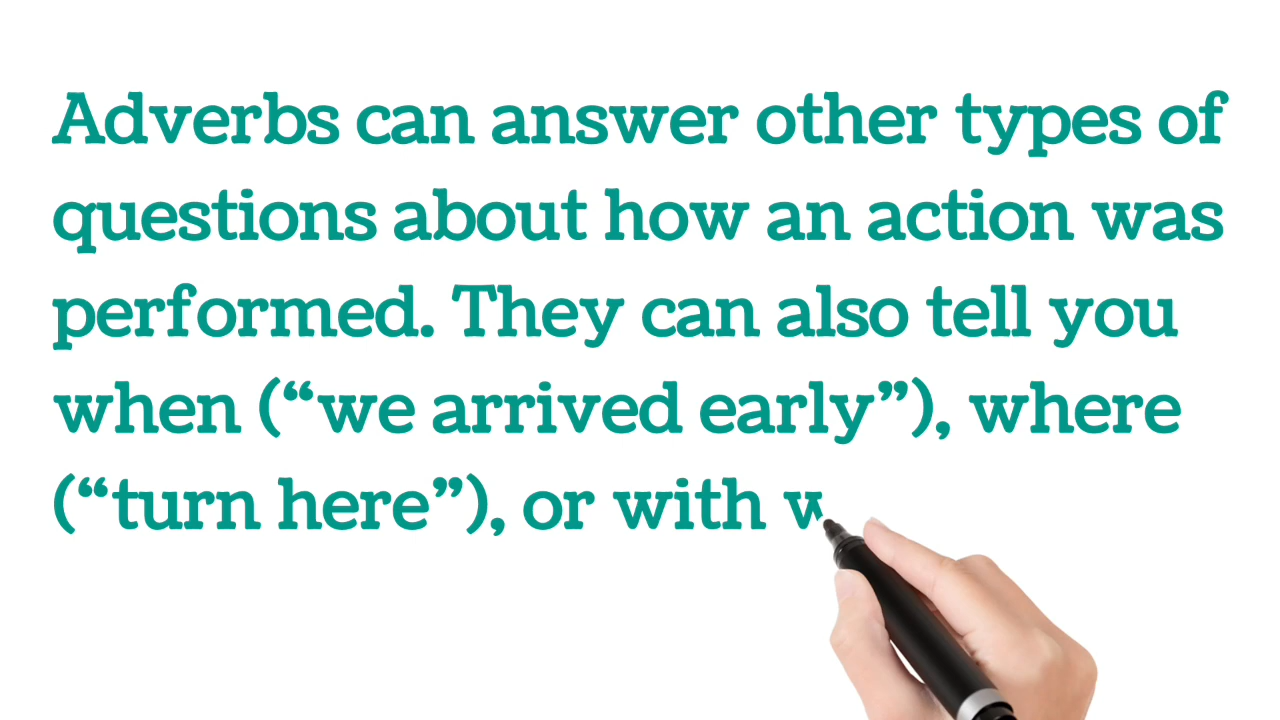 Adverbs can answer other types of
questions about how an action was
performed. They can also tell you
when (“we arrived early”), where
(“turn here”), or with w